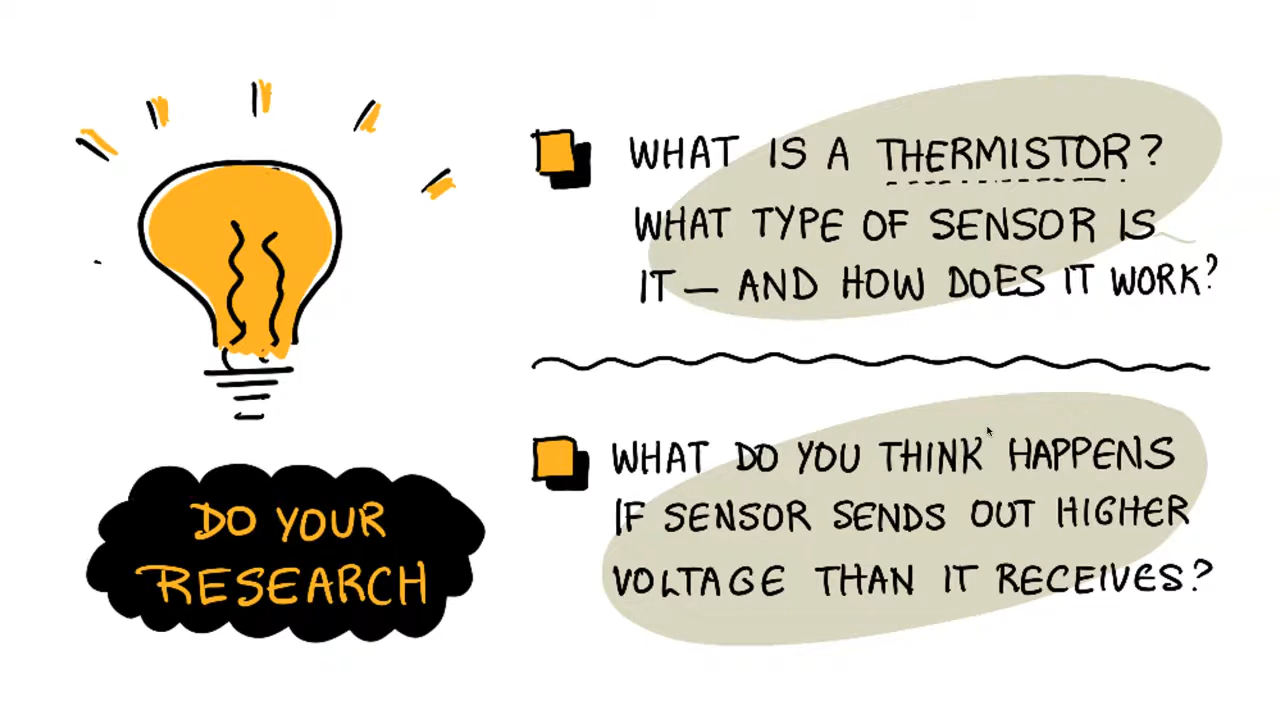 WHAT IS A THERMISTOR?
WHAT TYPE OF SENSOR IS
IT — AND HOW DOES IT WORK?
WHAT DO YOU THINK HAPPENS
IF SENSOR SENDS OUT HIGHER
VOLTAGE THAN IT RECEIVES?
DO YOUR
RESEARCH